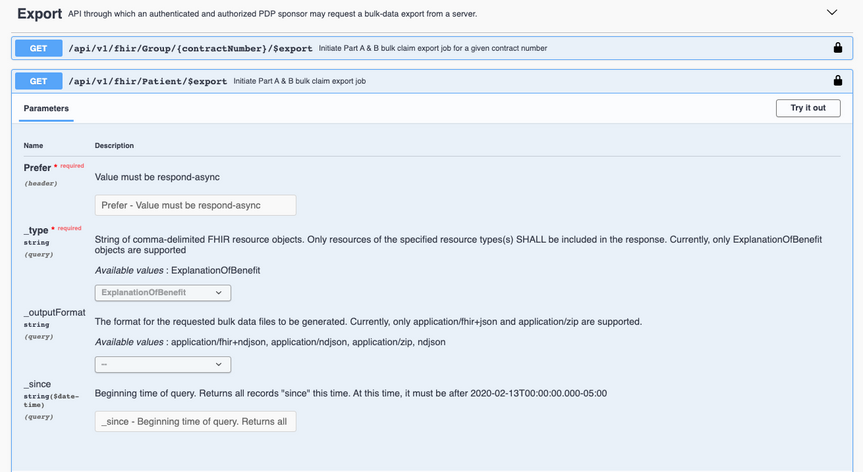 Export API through which an authenticated and authorized PDP sponsor may request a bulk-data export from a server.
GET /api/v1/fhir/Group/{contractNumber}/$export Initiate Part A & B bulk claim export job for a given contract number
GET /api/v1/fhir/Patient/$export Initiate Part A & B bulk claim export job
Parameters Try it out
Name Description
Prefer * required
(header)
Value must be respond-async
Prefer - Value must be respond-async
_type * required
string
(query)
String of comma-delimited FHIR resource objects. Only resources of the specified resource types(s) SHALL be included in the response. Currently, only ExplanationOfBenefit
objects are supported
Available values : ExplanationOfBenefit
ExplanationOfBenefit
_outputFormat
string
(query)
The format for the requested bulk data files to be generated. Currently, only application/fhir+json and application/zip are supported.
Available values : application/fhir+ndjson, application/ndjson, application/zip, ndjson
--
_since
string($date-
time)
(query)
Beginning time of query. Returns all records "since" this time. At this time, it must be after 2020-02-13T00:00:00.000-05:00
_since - Beginning time of query. Returns all